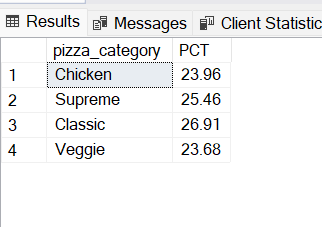 Results Messages Client Statistic
pizza_category PCT
1 Chicken 23.96
2 Supreme 25.46
3 Classic 26.91
4 Veggie 23.68